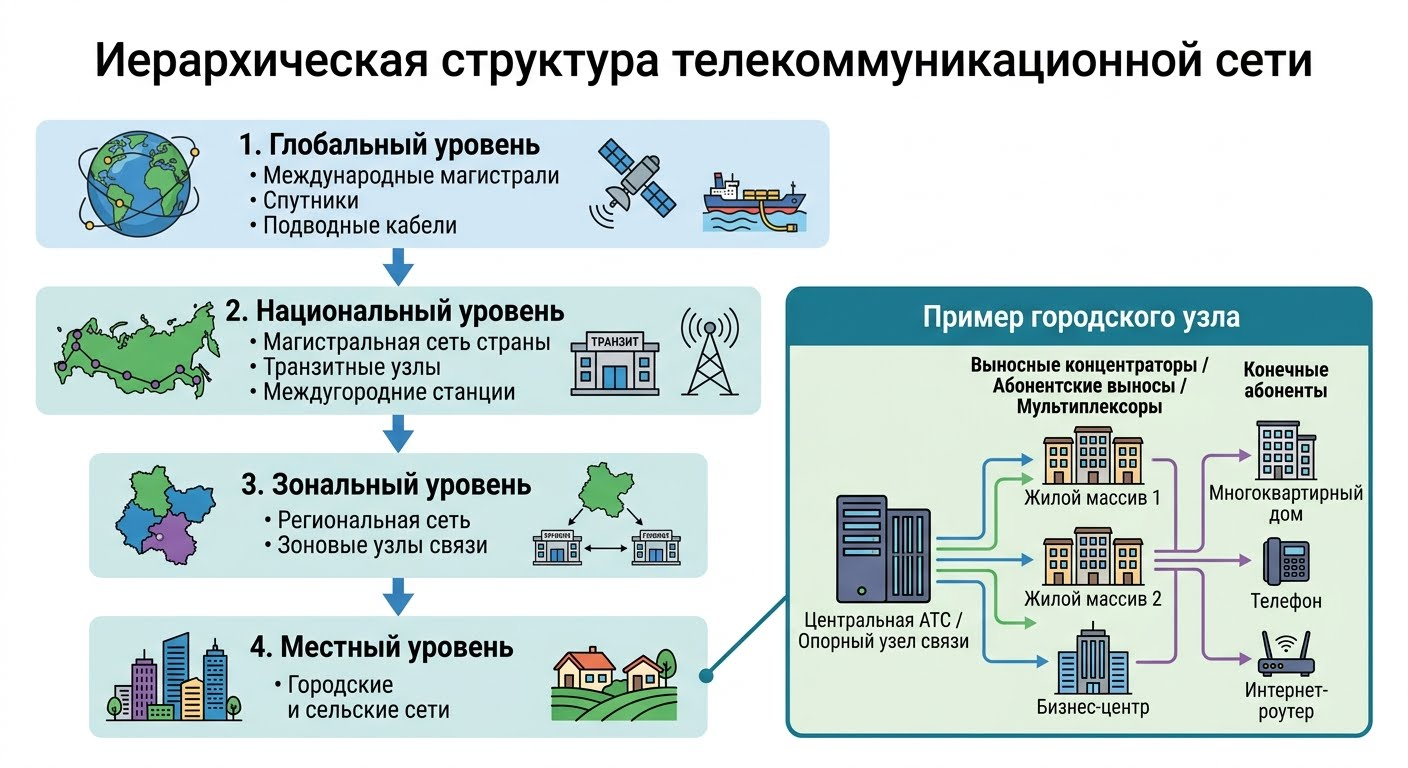 Иерархическая структура телекоммуникационной сети
1. Глобальный уровень
• Международные магистрали
• Спутники
• Подводные кабели
2. Национальный уровень
• Магистральная сеть страны
• Транзитные узлы
• Междугородние станции
ТРАНЗИТ
3. Зональный уровень
• Региональная сеть
• Зоновые узлы связи
4. Местный уровень
• Городские
и сельские сети
Пример городского узла
Выносные концентраторы /
Абонентские выносы /
Мультиплексоры
Конечные
абоненты
Центральная АТС /
Опорный узел связи
Жилой массив 1
Жилой массив 2
Бизнес-центр
Многоквартирный
дом
Телефон
Интернет-
роутер